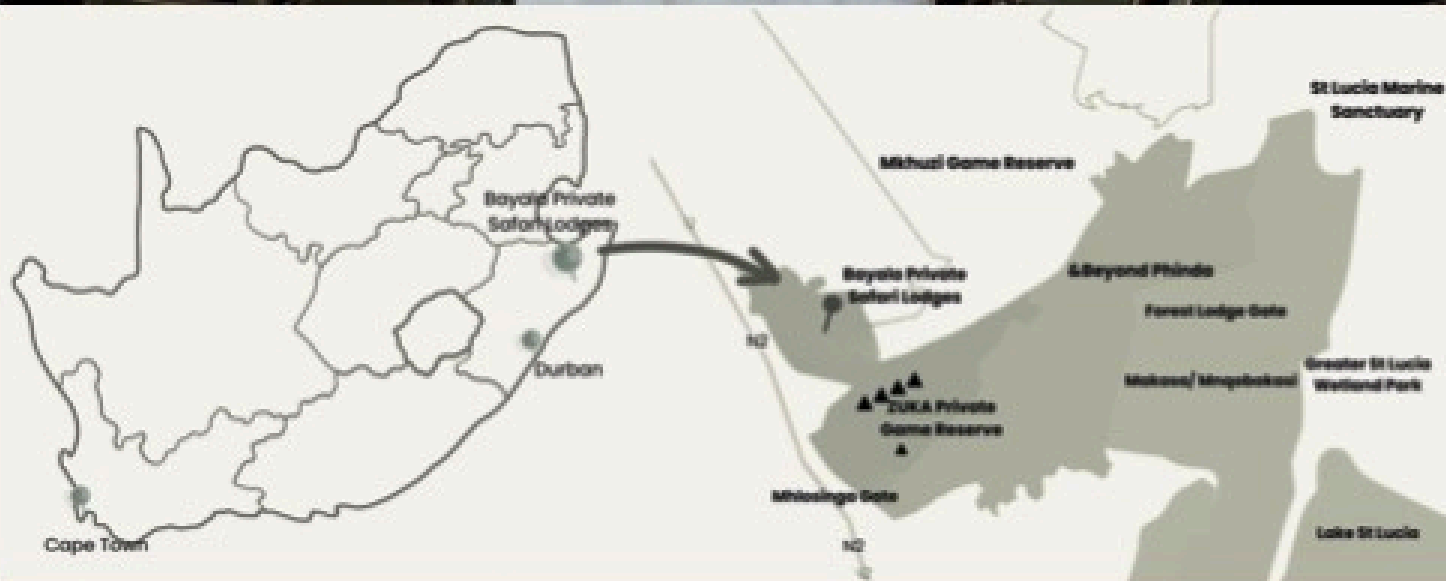 Bayala Private
Safari Lodges
Durban
Cape Town
St Lucia Marine
Sanctuary
Mkhuzi Game Reserve
Bayala Private
Safari Lodges
&Beyond Phinda
Forest Lodge Gate
N2
Greater St Lucia
Wetland Park
Makasa/ Mnqobokazi
ZUKA Private
Game Reserve
Mhlosinga Gate
N2
Lake St Lucia